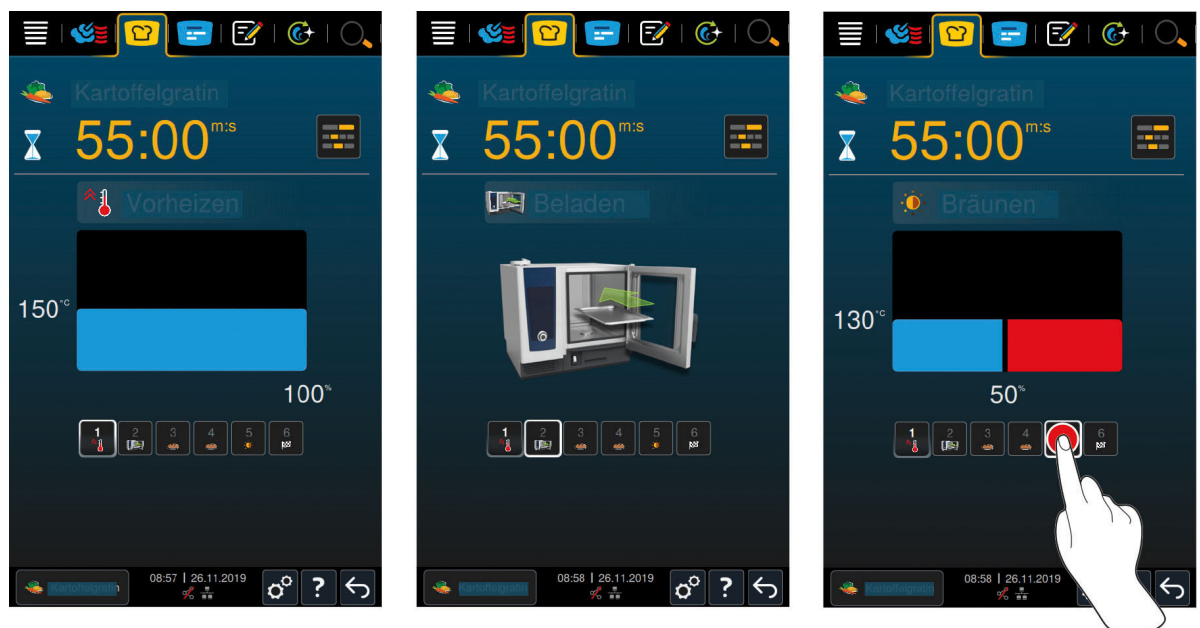 Kartoffelgratin
55:00 m:s
Vorheizen
150 °C
100 %
1 2 3 4 5 6
Kartoffelgratin
08:57 | 26.11.2019
?
Kartoffelgratin
55:00 m:s
Beladen
1 2 3 4 5 6
Kartoffelgratin
08:58 | 26.11.2019
?
Kartoffelgratin
55:00 m:s
Bräunen
130 °C
50 %
1 2 3 4 6
Kartoffelgratin
08:58 | 26.11.2019